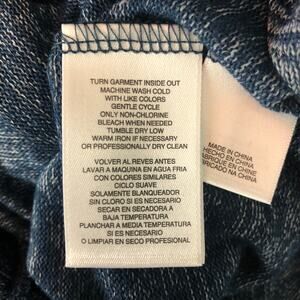 TURN GARMENT INSIDE OUT
MACHINE WASH COLD
WITH LIKE COLORS
GENTLE CYCLE
ONLY NON-CHLORINE
BLEACH WHEN NEEDED
TUMBLE DRY LOW
WARM IRON IF NECESSARY
OR PROFESSIONALLY DRY CLEAN
VOLVER AL REVES ANTES
LAVAR A MAQUINA EN AGUA FRIA
CON COLORES SIMILARES
CICLO SUAVE
SOLAMENTE BLANQUEADOR
SIN CLORO SI ES NECESARIO
SECAR EN SECADORA A
BAJA TEMPERATURA
PLANCHAR A MEDIA TEMPERATURA
SI ES NECESARIO
O LIMPIAR EN SECO PROFESIONAL
MADE IN CHINA
HECHO EN CHINA
FABRIQUE EN CHINE
FABRICADO NA CHINA